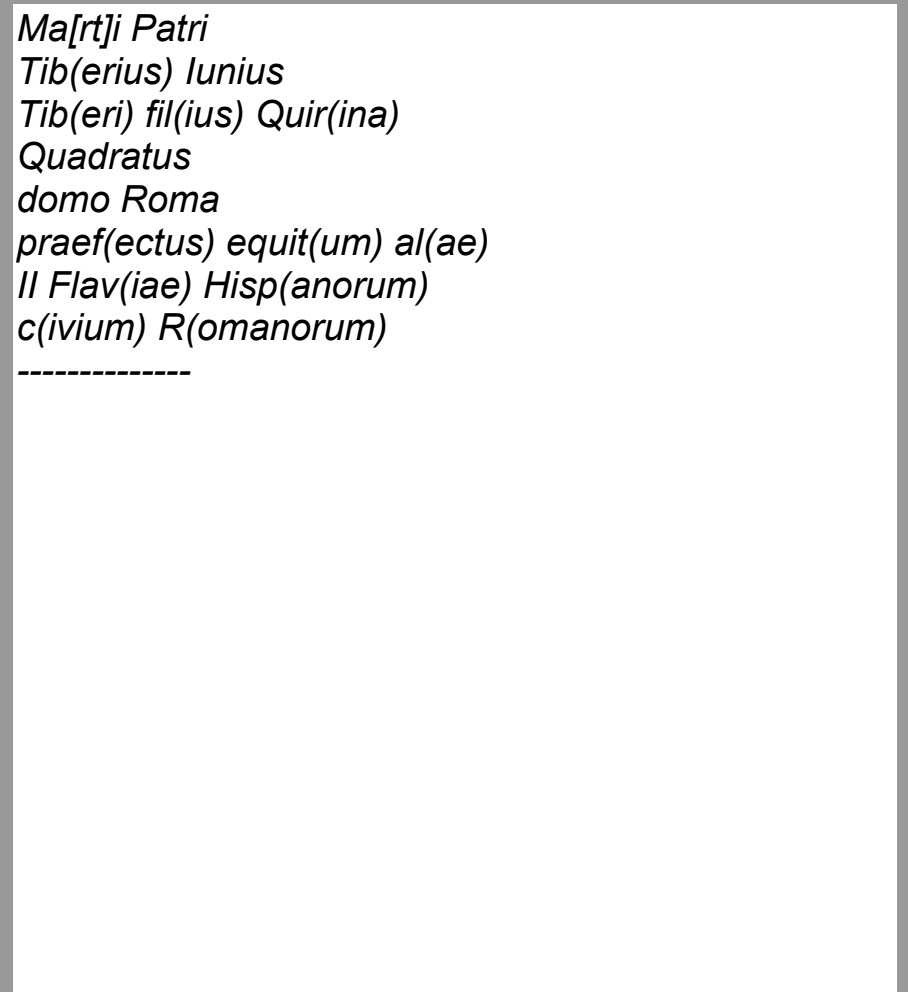 Ma[rt]i Patri
Tib(erius) Iunius
Tib(eri) fil(ius) Quir(ina)
Quadratus
domo Roma
praef(ectus) equit(um) al(ae)
II Flav(iae) Hisp(anorum)
c(ivium) R(omanorum)
--------------